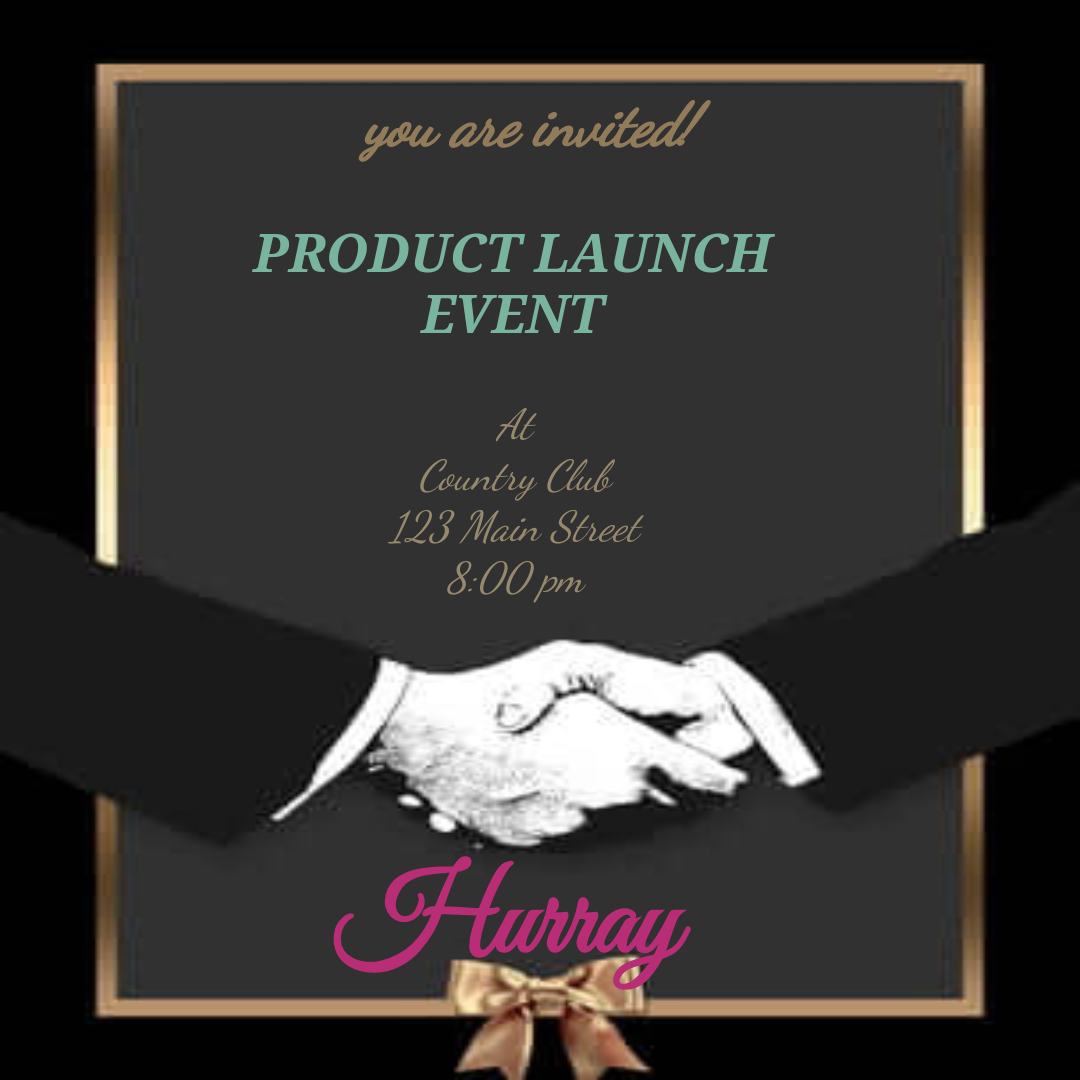 you are invited!
PRODUCT LAUNCH
EVENT
At
Country Club
123 Main Street
8:00 pm
Hurray